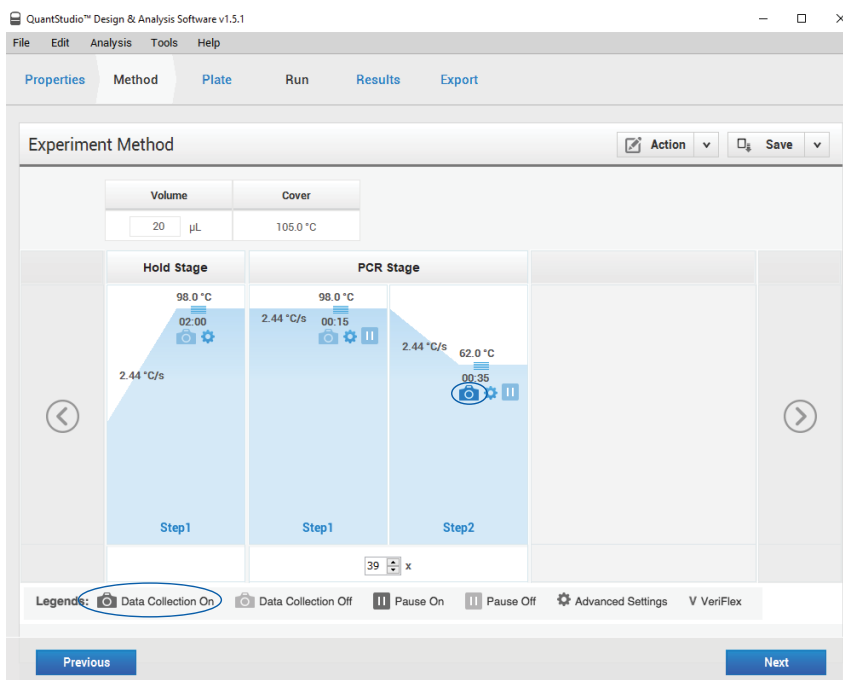 QuantStudio™ Design & Analysis Software v1.5.1
File Edit Analysis Tools Help
Properties Method Plate Run Results Export
Experiment Method Action Save
Volume Cover
20 µL 105.0 °C
Hold Stage PCR Stage
98.0 °C 98.0 °C
02:00 2.44 °C/s 00:15
2.44 °C/s 62.0 °C
2.44 °C/s 00:35
Step1 Step1 Step2
39 x
Legends: Data Collection On Data Collection Off Pause On Pause Off Advanced Settings V VeriFlex
Previous Next